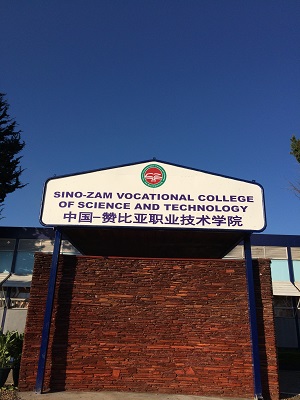 SINO-ZAM VOCATIONAL COLLEGE
OF SCIENCE AND TECHNOLOGY
中国-赞比亚职业技术学院